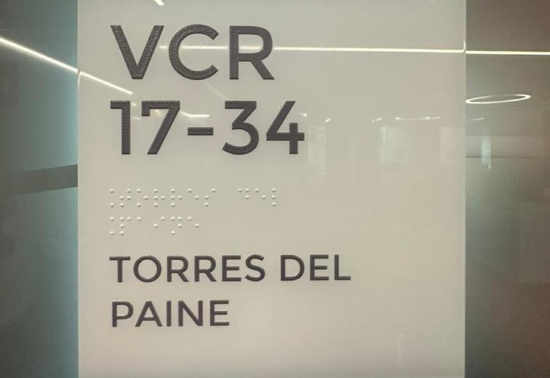 VCR
17-34
TORRES DEL
PAINE